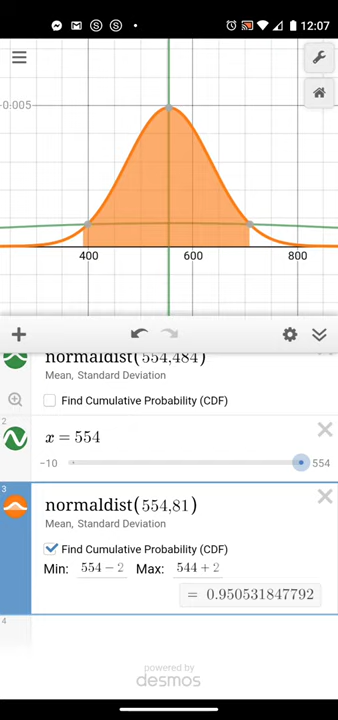 12:07
0.005
400 600 800
normaldist(554,484)
Mean, Standard Deviation
Find Cumulative Probability (CDF)
2
x = 554
−10 554
3
normaldist(554,81)
Mean, Standard Deviation
Find Cumulative Probability (CDF)
Min: 554 − 2 Max: 544 + 2
= 0.950531847792
4
powered by
desmos